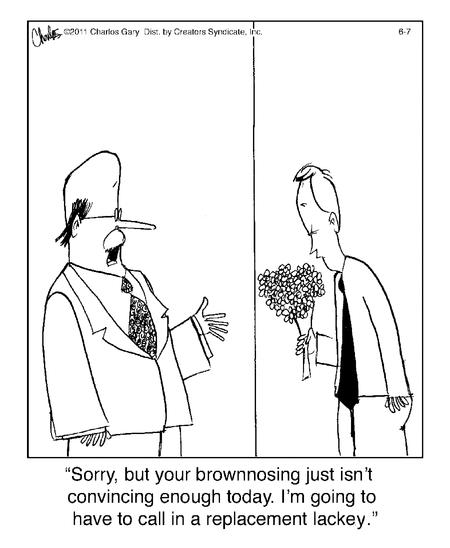 Charlos ©2011 Charlos Gary Dist. by Creators Syndicate, Inc. 6-7
“Sorry, but your brownnosing just isn’t
convincing enough today. I’m going to
have to call in a replacement lackey.”